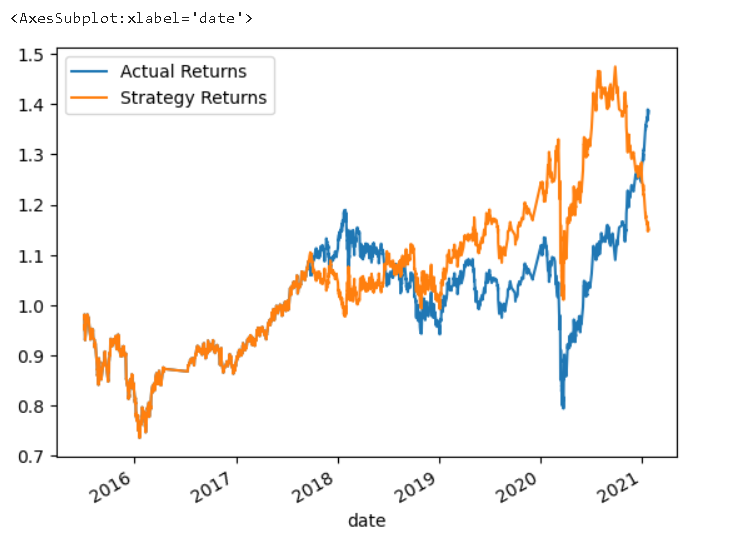 <AxesSubplot:xlabel='date'>
1.5
Actual Returns
Strategy Returns
1.4
1.3
1.2
1.1
1.0
0.9
0.8
0.7
2016 2017 2018 2019 2020 2021
date